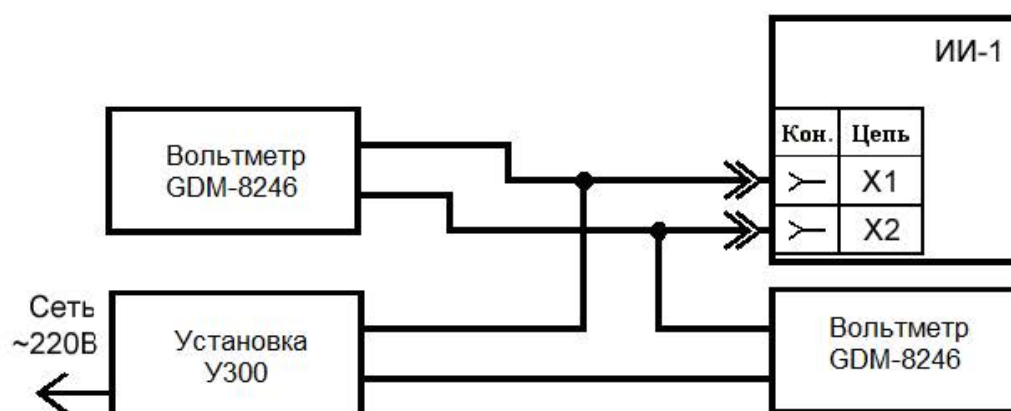 ИИ-1
Кон. Цепь
X1
X2
Вольтметр
GDM-8246
Сеть
~220В
Установка
У300
Вольтметр
GDM-8246